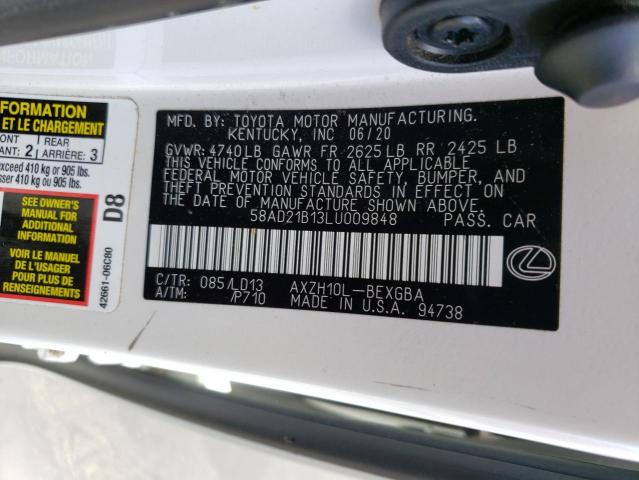 FORMATION
ET LE CHARGEMENT
ONT
ANT: 2
REAR
ARRIÈRE: 3
exceed 410 kg or 905 lbs.
sser 410 kg ou 905 lbs.
SEE OWNER'S
MANUAL FOR
ADDITIONAL
INFORMATION
Voir le MANUEL
de L'USAGER
pour PLUS de
RENSEIGNEMENTS
D8
42661-06C80
MFD. BY: TOYOTA MOTOR MANUFACTURING.
KENTUCKY, INC 06/20
GVWR: 4740LB GAWR FR 2625LB RR 2425 LB
THIS VEHICLE CONFORMS TO ALL APPLICABLE
FEDERAL MOTOR VEHICLE SAFETY, BUMPER, AND
THEFT PREVENTION STANDARDS IN EFFECT ON
THE DATE OF MANUFACTURE SHOWN ABOVE.
58AD21B13LU009848 PASS. CAR
C/TR: 085/LD13 AXZH10L-BEXGBA
A/TM: /P710 MADE IN U.S.A. 94738